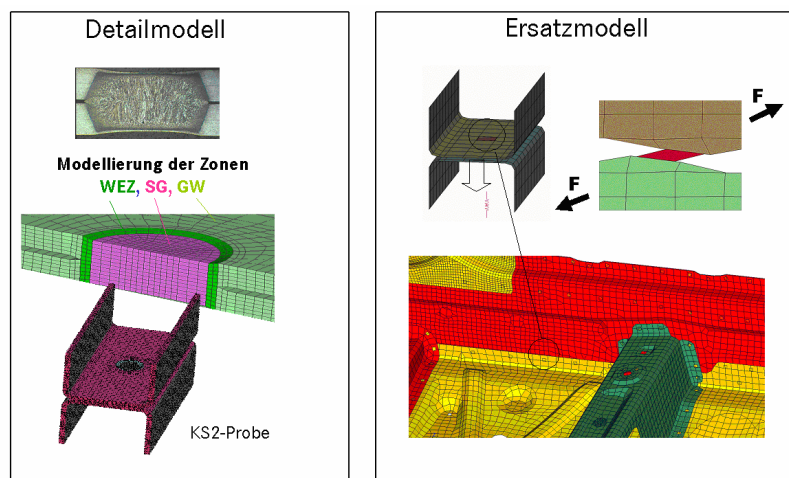 Detailmodell
Modellierung der Zonen
WEZ, SG, GW
KS2-Probe
Ersatzmodell
F
F